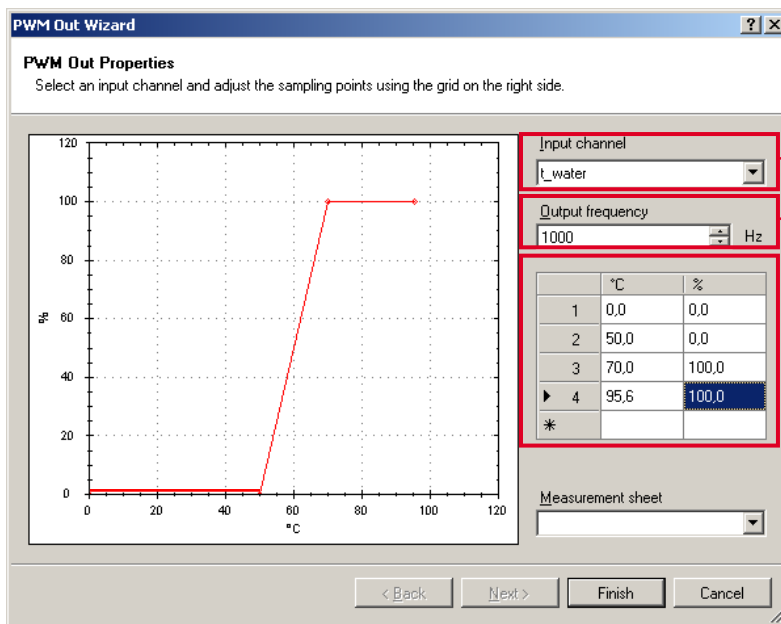 PWM Out Wizard
PWM Out Properties
Select an input channel and adjust the sampling points using the grid on the right side.
120
100
80
60
40
20
0
%
0 20 40 60 80 100 120
°C
Input channel
t_water
Output frequency
1000 Hz
°C %
1 0,0 0,0
2 50,0 0,0
3 70,0 100,0
4 95,6 100,0
*
Measurement sheet
< Back Next > Finish Cancel